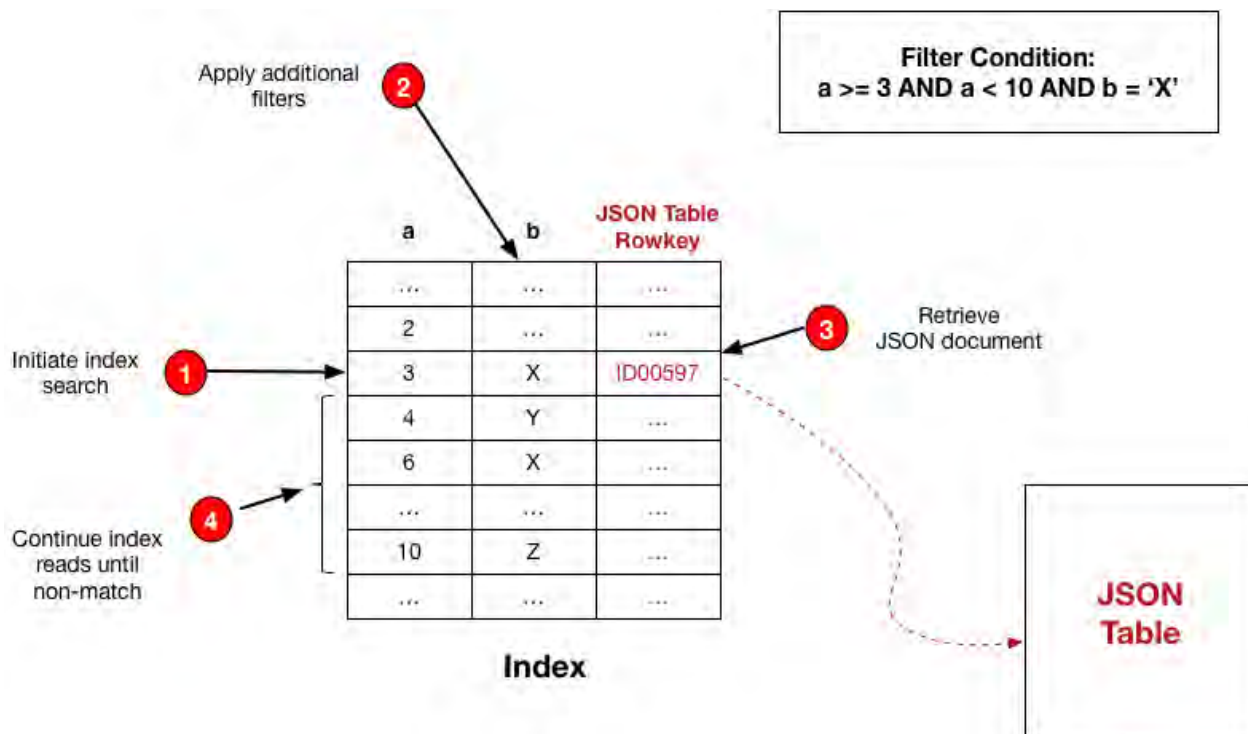 Filter Condition:
a >= 3 AND a < 10 AND b = ‘X’
Apply additional
filters
2
JSON Table
Rowkey
a b
... ... ...
2 ... ...
3
Retrieve
JSON document
Initiate index
search
1
3 X ID00597
4 Y ...
6 X ...
... ... ...
4
Continue index
reads until
non-match
10 Z ...
... ... ...
JSON
Table
Index